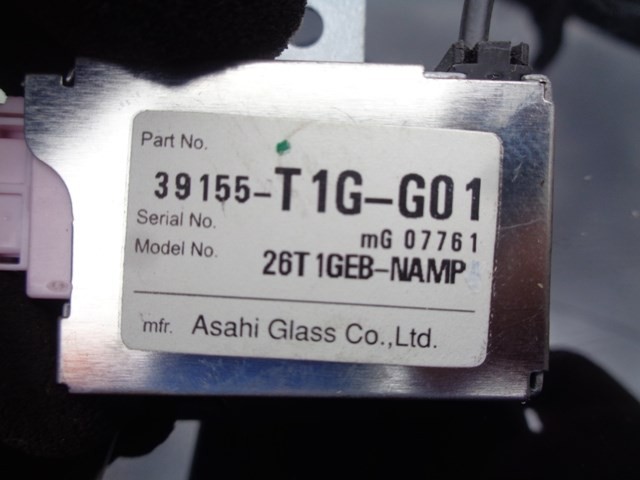 Part No.
39155-T1G-G01
Serial No.
mG 07761
Model No.
26T1GEB-NAMP
mfr. Asahi Glass Co.,Ltd.